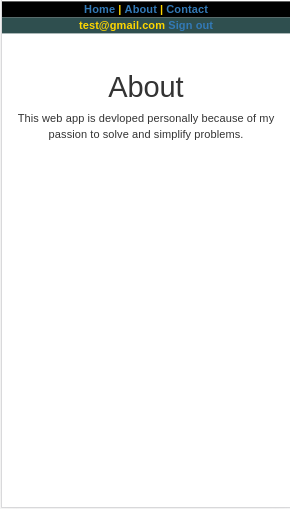 Home | About | Contact
test@gmail.com Sign out
About
This web app is devloped personally because of my
passion to solve and simplify problems.